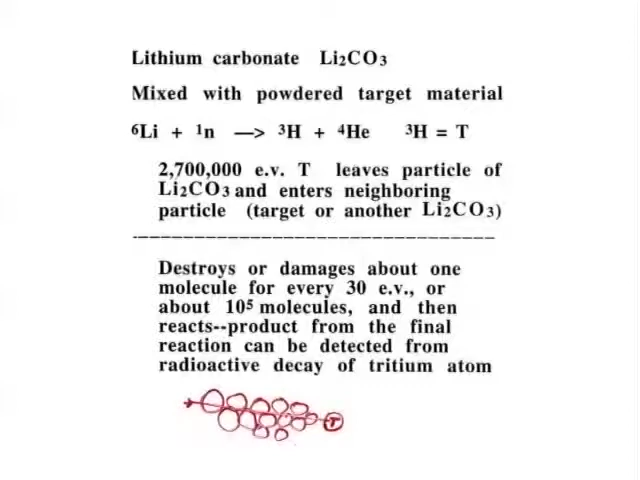 Lithium carbonate Li2CO3
Mixed with powdered target material
⁶Li + ¹n —> ³H + ⁴He ³H = T
2,700,000 e.v. T leaves particle of
Li2CO3 and enters neighboring
particle (target or another Li2CO3)
Destroys or damages about one
molecule for every 30 e.v., or
about 10⁵ molecules, and then
reacts--product from the final
reaction can be detected from
radioactive decay of tritium atom
T